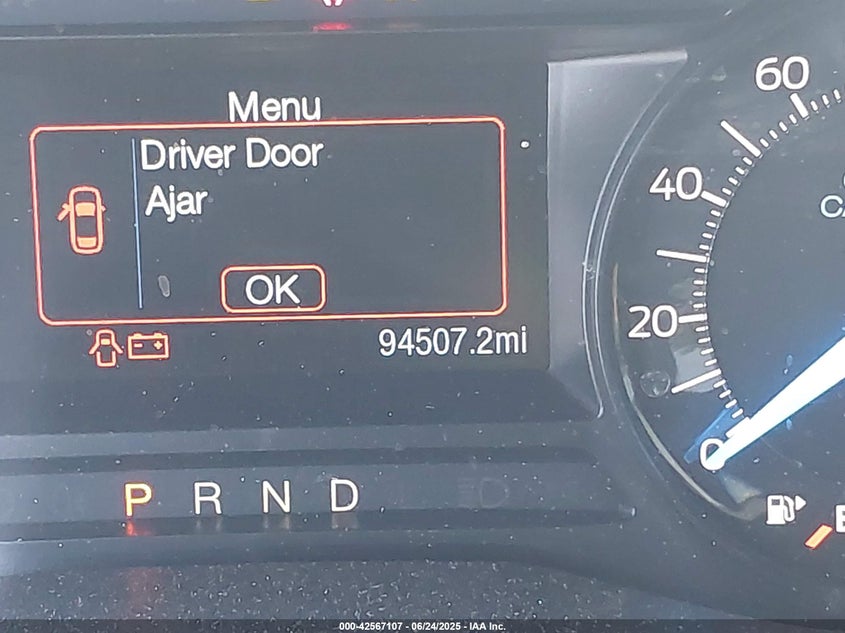 Menu
Driver Door
Ajar
OK
94507.2mi
60
40
20
0
P R N D
000-42567107 - 06/24/2025 - IAA Inc.